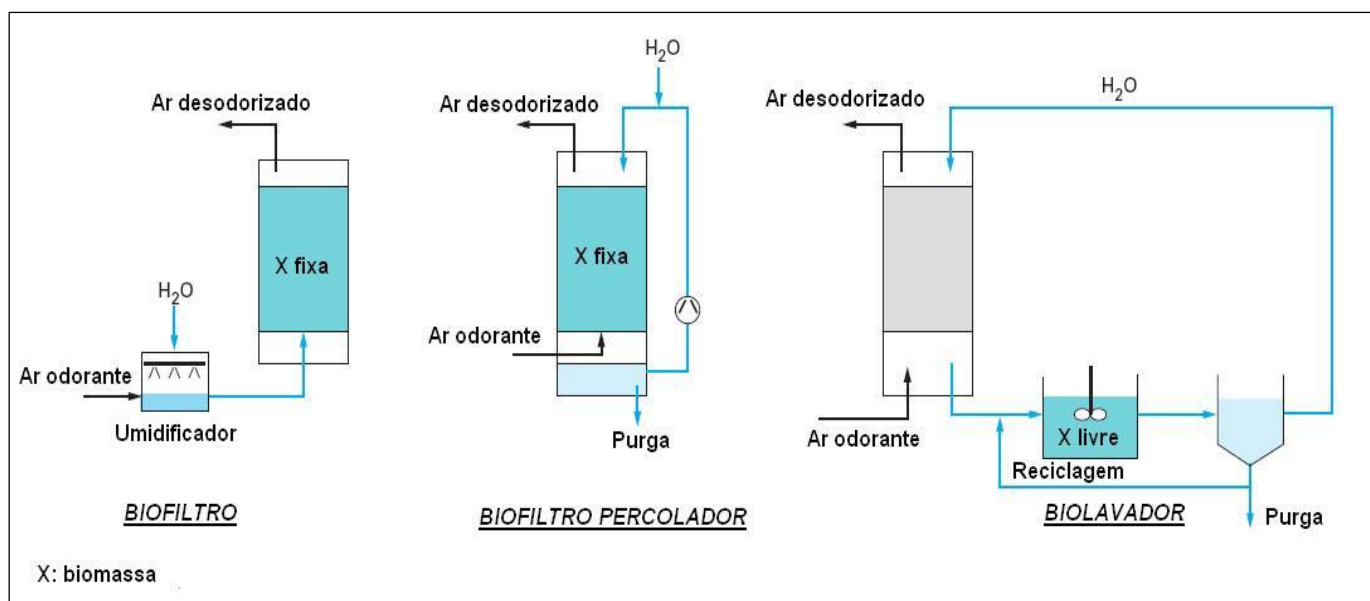 Ar desodorizado
H₂O
X fixa
Ar odorante
Umidificador
BIOFILTRO
H₂O
Ar desodorizado
X fixa
Ar odorante
Purga
BIOFILTRO PERCOLADOR
Ar desodorizado
H₂O
Ar odorante
X livre
Reciclagem
Purga
BIOLAVADOR
X: biomassa